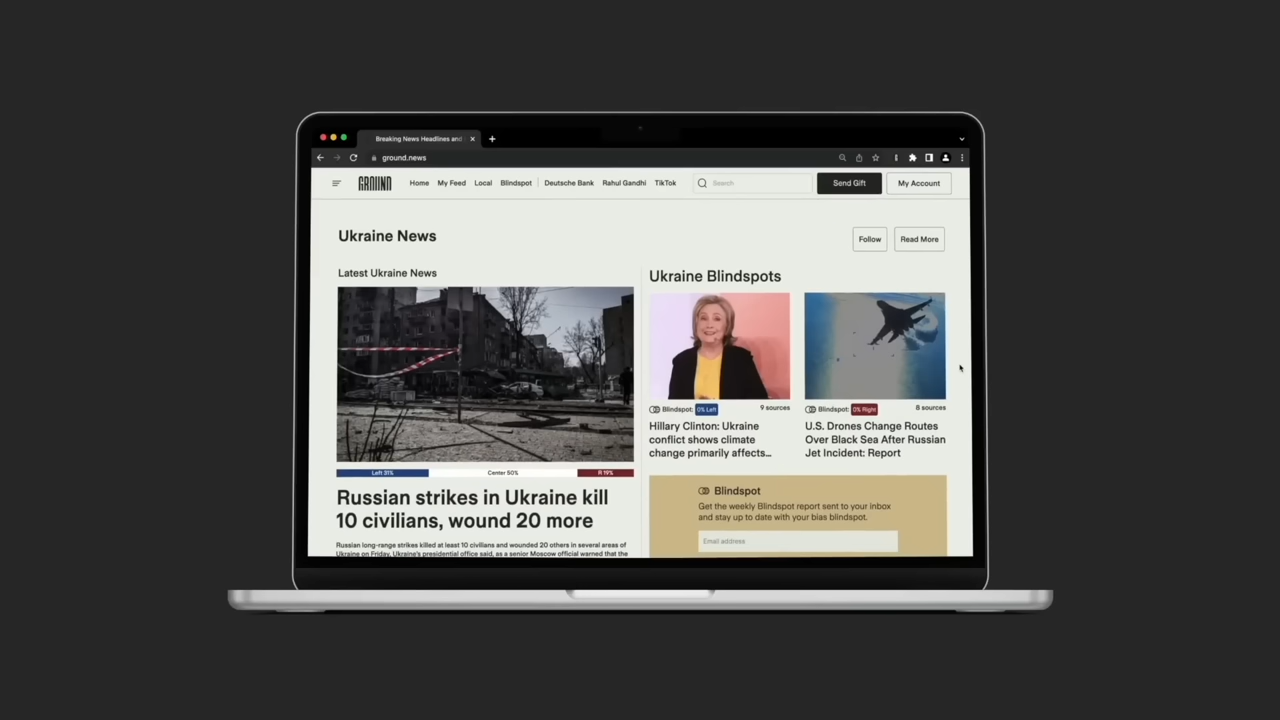 Breaking News Headlines and
ground.news
GROUND
Home My Feed Local Blindspot Deutsche Bank Rahul Gandhi TikTok Search Send Gift My Account
Ukraine News
Follow Read More
Latest Ukraine News
Ukraine Blindspots
Blindspot: 0% Left 9 sources
Hillary Clinton: Ukraine
conflict shows climate
change primarily affects...
Blindspot: 0% Right 8 sources
U.S. Drones Change Routes
Over Black Sea After Russian
Jet Incident: Report
Left 31% Center 50% R 19%
Russian strikes in Ukraine kill
10 civilians, wound 20 more
Russian long-range strikes killed at least 10 civilians and wounded 20 others in several areas of
Ukraine on Friday, Ukraine's presidential office said, as a senior Moscow official warned that the
Blindspot
Get the weekly Blindspot report sent to your inbox
and stay up to date with your bias blindspot.
Email address